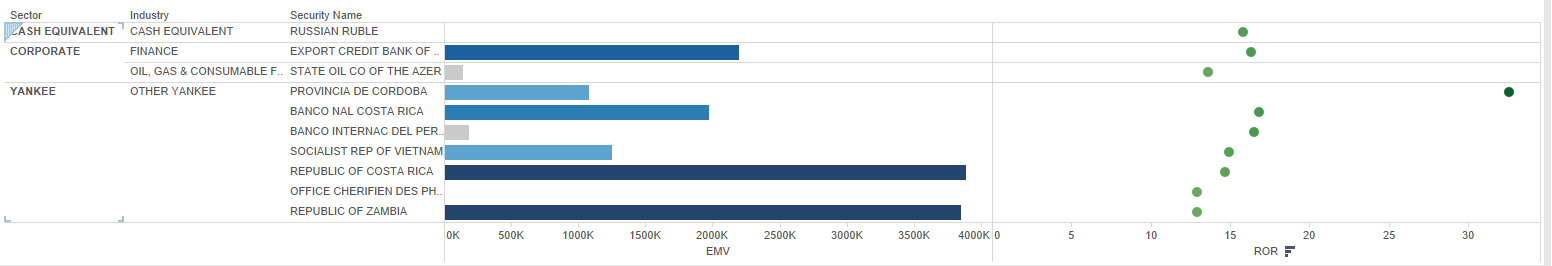 Sector Industry Security Name
CASH EQUIVALENT CASH EQUIVALENT RUSSIAN RUBLE
CORPORATE FINANCE EXPORT CREDIT BANK OF ..
OIL, GAS & CONSUMABLE F.. STATE OIL CO OF THE AZER
YANKEE OTHER YANKEE PROVINCIA DE CORDOBA
BANCO NAL COSTA RICA
BANCO INTERNAC DEL PER..
SOCIALIST REP OF VIETNAM
REPUBLIC OF COSTA RICA
OFFICE CHERIFIEN DES PH..
REPUBLIC OF ZAMBIA
0K 500K 1000K 1500K 2000K 2500K 3000K 3500K 4000K 0 5 10 15 20 25 30
EMV ROR